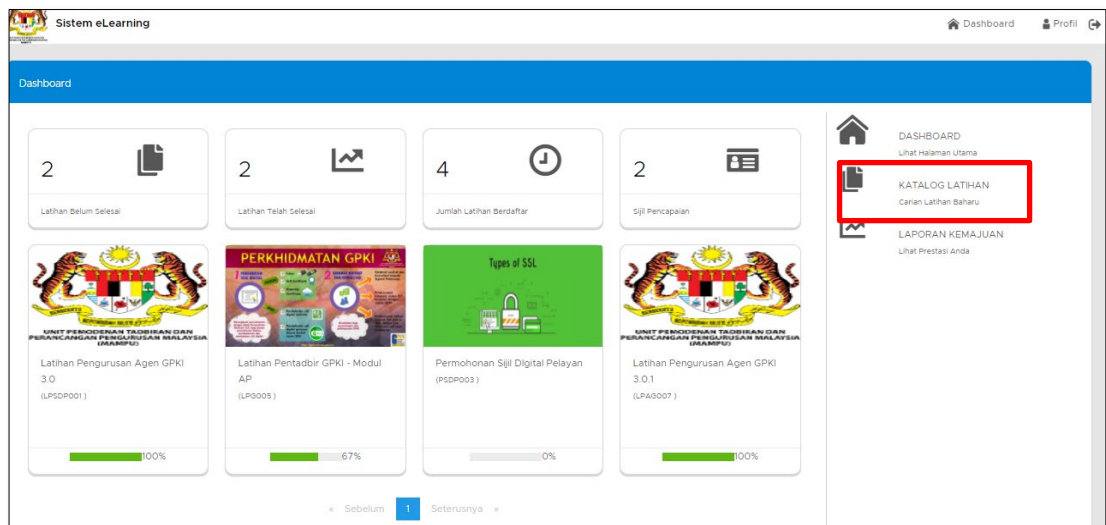 Sistem eLearning
Dashboard
Profil
Dashboard
2
Latihan Belum Selesai
2
Latihan Telah Selesai
4
Jumlah Latihan Berdaftar
2
Sijil Pencapaian
UNIT PEMODENAN TADBIRAN DAN
PERANCANGAN PENGURUSAN MALAYSIA
(MAMPU)
Latihan Pengurusan Agen GPKI
3.0
(LPSDP001 )
100%
PERKHIDMATAN GPKI
Latihan Pentadbir GPKI - Modul
AP
(LPG005 )
67%
Types of SSL
Permohonan Sijil Digital Pelayan
(PSDP003 )
0%
UNIT PEMODENAN TADBIRAN DAN
PERANCANGAN PENGURUSAN MALAYSIA
(MAMPU)
Latihan Pengurusan Agen GPKI
3.0.1
(LPAG007 )
100%
« Sebelum 1 Seterusnya »
DASHBOARD
Lihat Halaman Utama
KATALOG LATIHAN
Carian Latihan Baharu
LAPORAN KEMAJUAN
Lihat Prestasi Anda